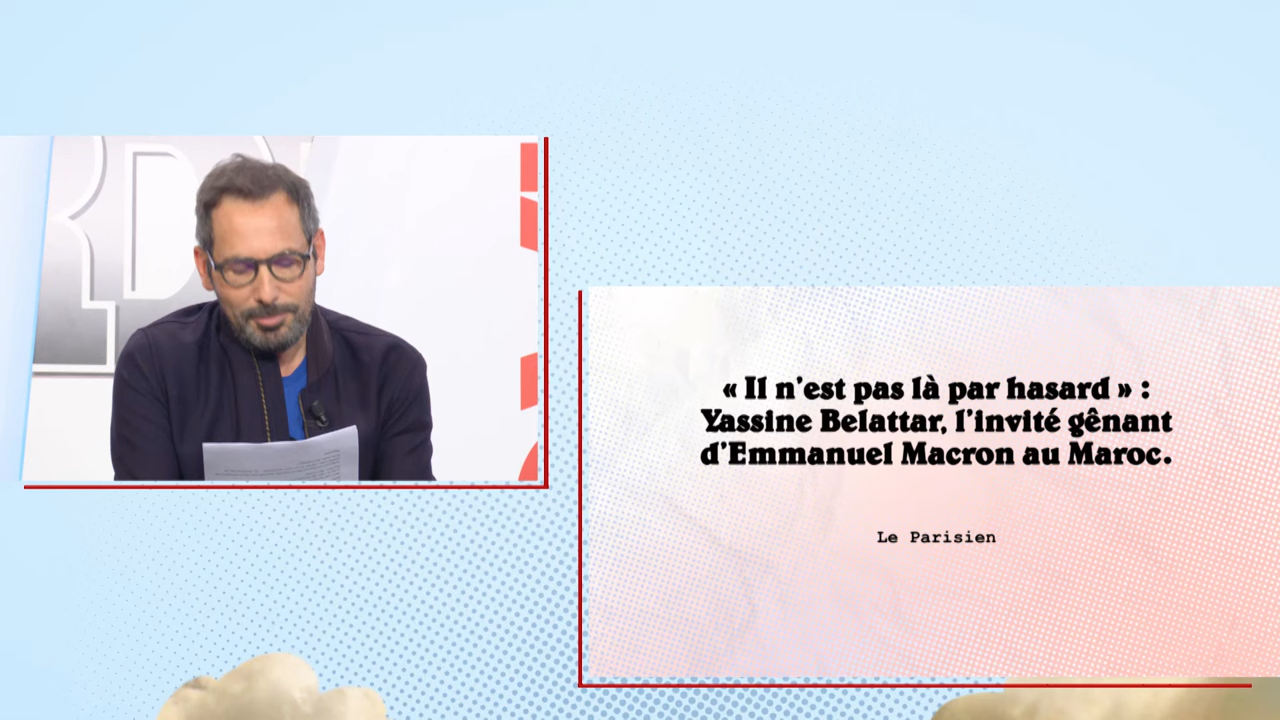 « Il n'est pas là par hasard » :
Yassine Belattar, l'invité gênant
d'Emmanuel Macron au Maroc.
Le Parisien